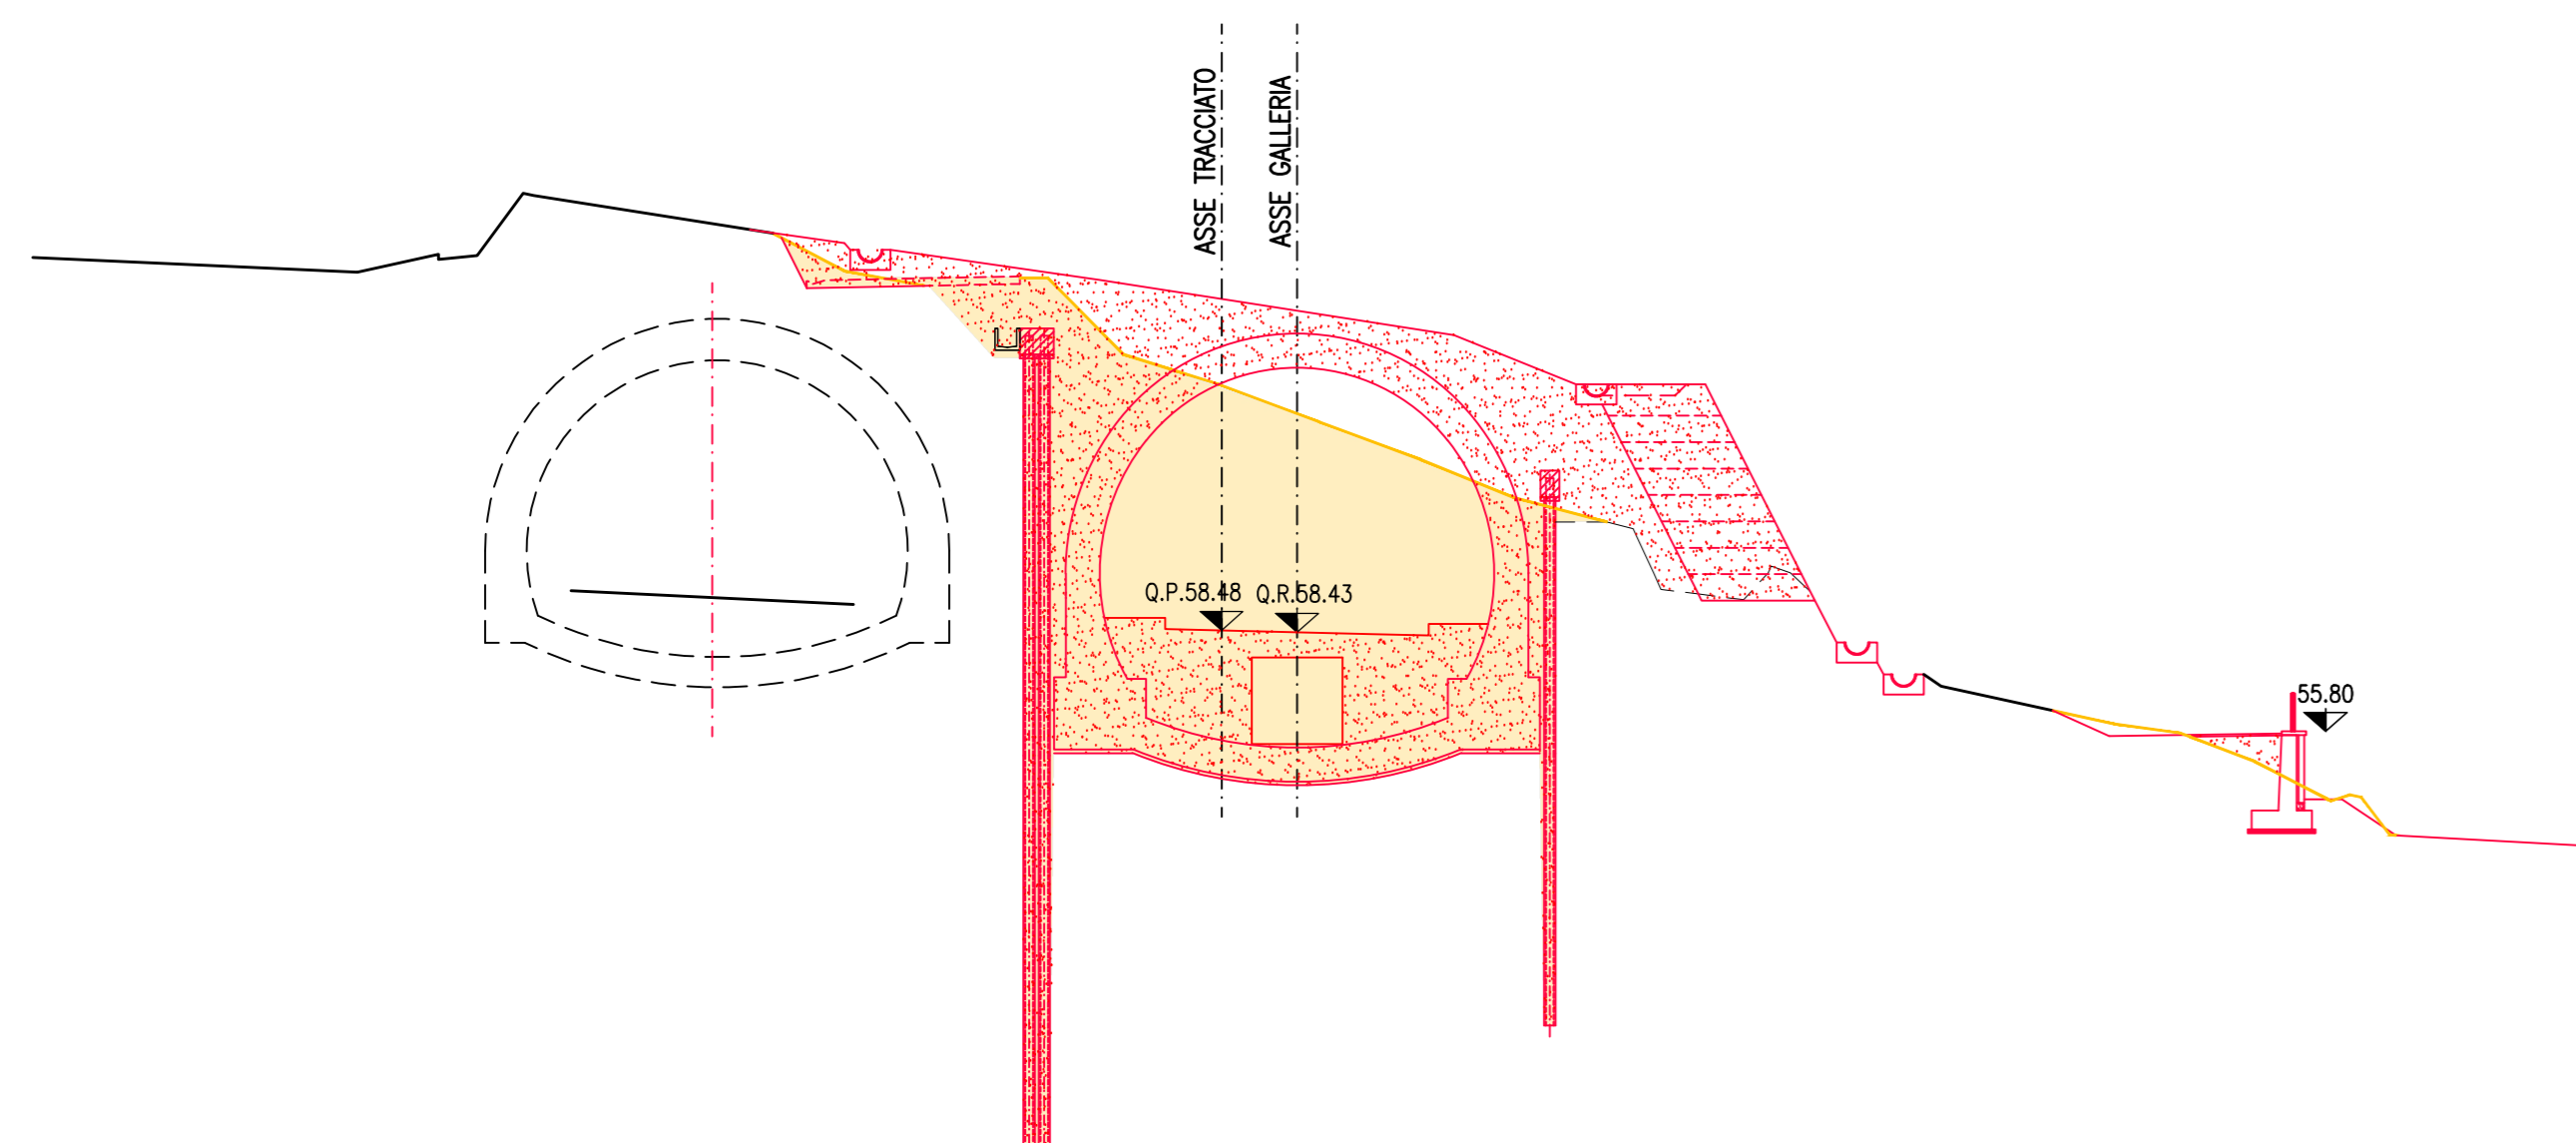 ASSE TRACCIATO
ASSE GALLERIA
Q.P.58.48
Q.R.58.43
55.80